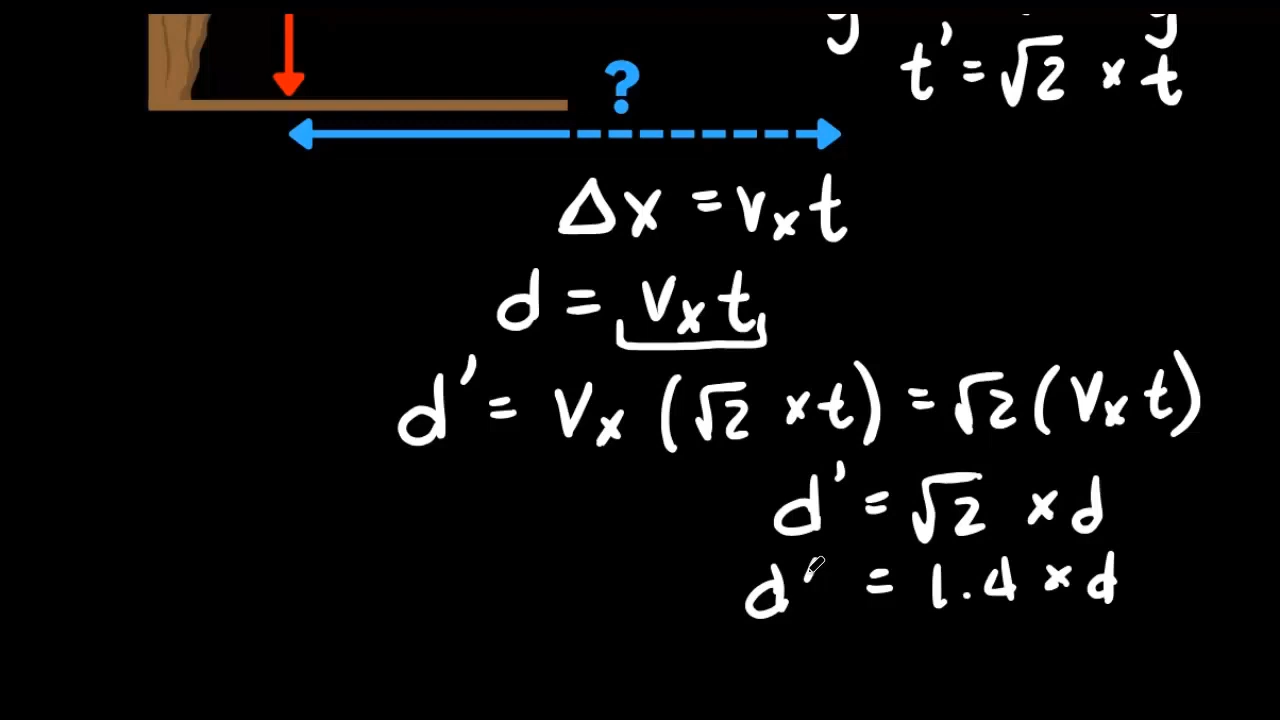 t' = √2 × t
?
Δx = vₓt
d = vₓt
d' = Vₓ (√2 × t) = √2 (Vₓ t)
d' = √2 × d
d' = 1.4 × d